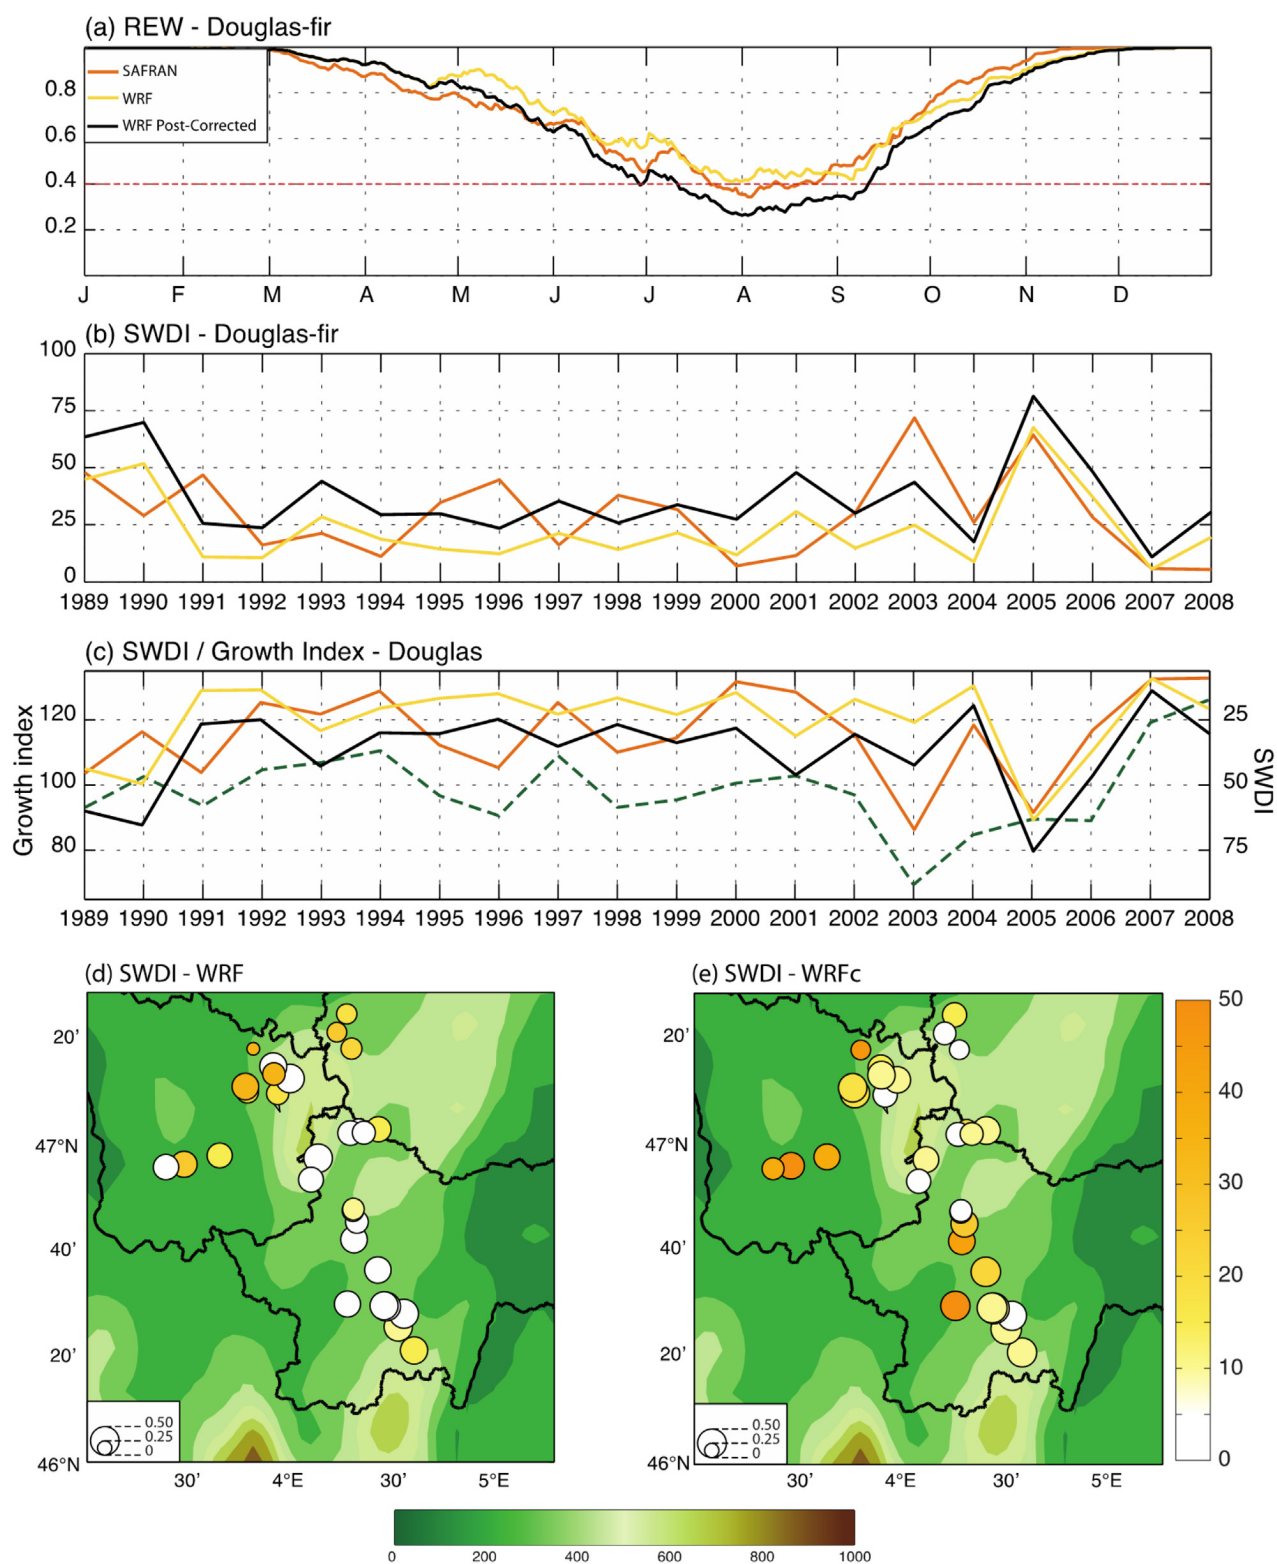 (a) REW - Douglas-fir
SAFRAN
WRF
WRF Post-Corrected
0.8
0.6
0.4
0.2
J F M A M J J A S O N D
(b) SWDI - Douglas-fir
100
75
50
25
0
1989 1990 1991 1992 1993 1994 1995 1996 1997 1998 1999 2000 2001 2002 2003 2004 2005 2006 2007 2008
(c) SWDI / Growth Index - Douglas
Growth index
120
100
80
25
50
75
SWDI
1989 1990 1991 1992 1993 1994 1995 1996 1997 1998 1999 2000 2001 2002 2003 2004 2005 2006 2007 2008
(d) SWDI - WRF
20'
47°N
40'
20'
46°N
0.50
0.25
0
30' 4°E 30' 5°E
(e) SWDI - WRFc
20'
47°N
40'
20'
46°N
0.50
0.25
0
30' 4°E 30' 5°E
50
40
30
20
10
0
0 200 400 600 800 1000